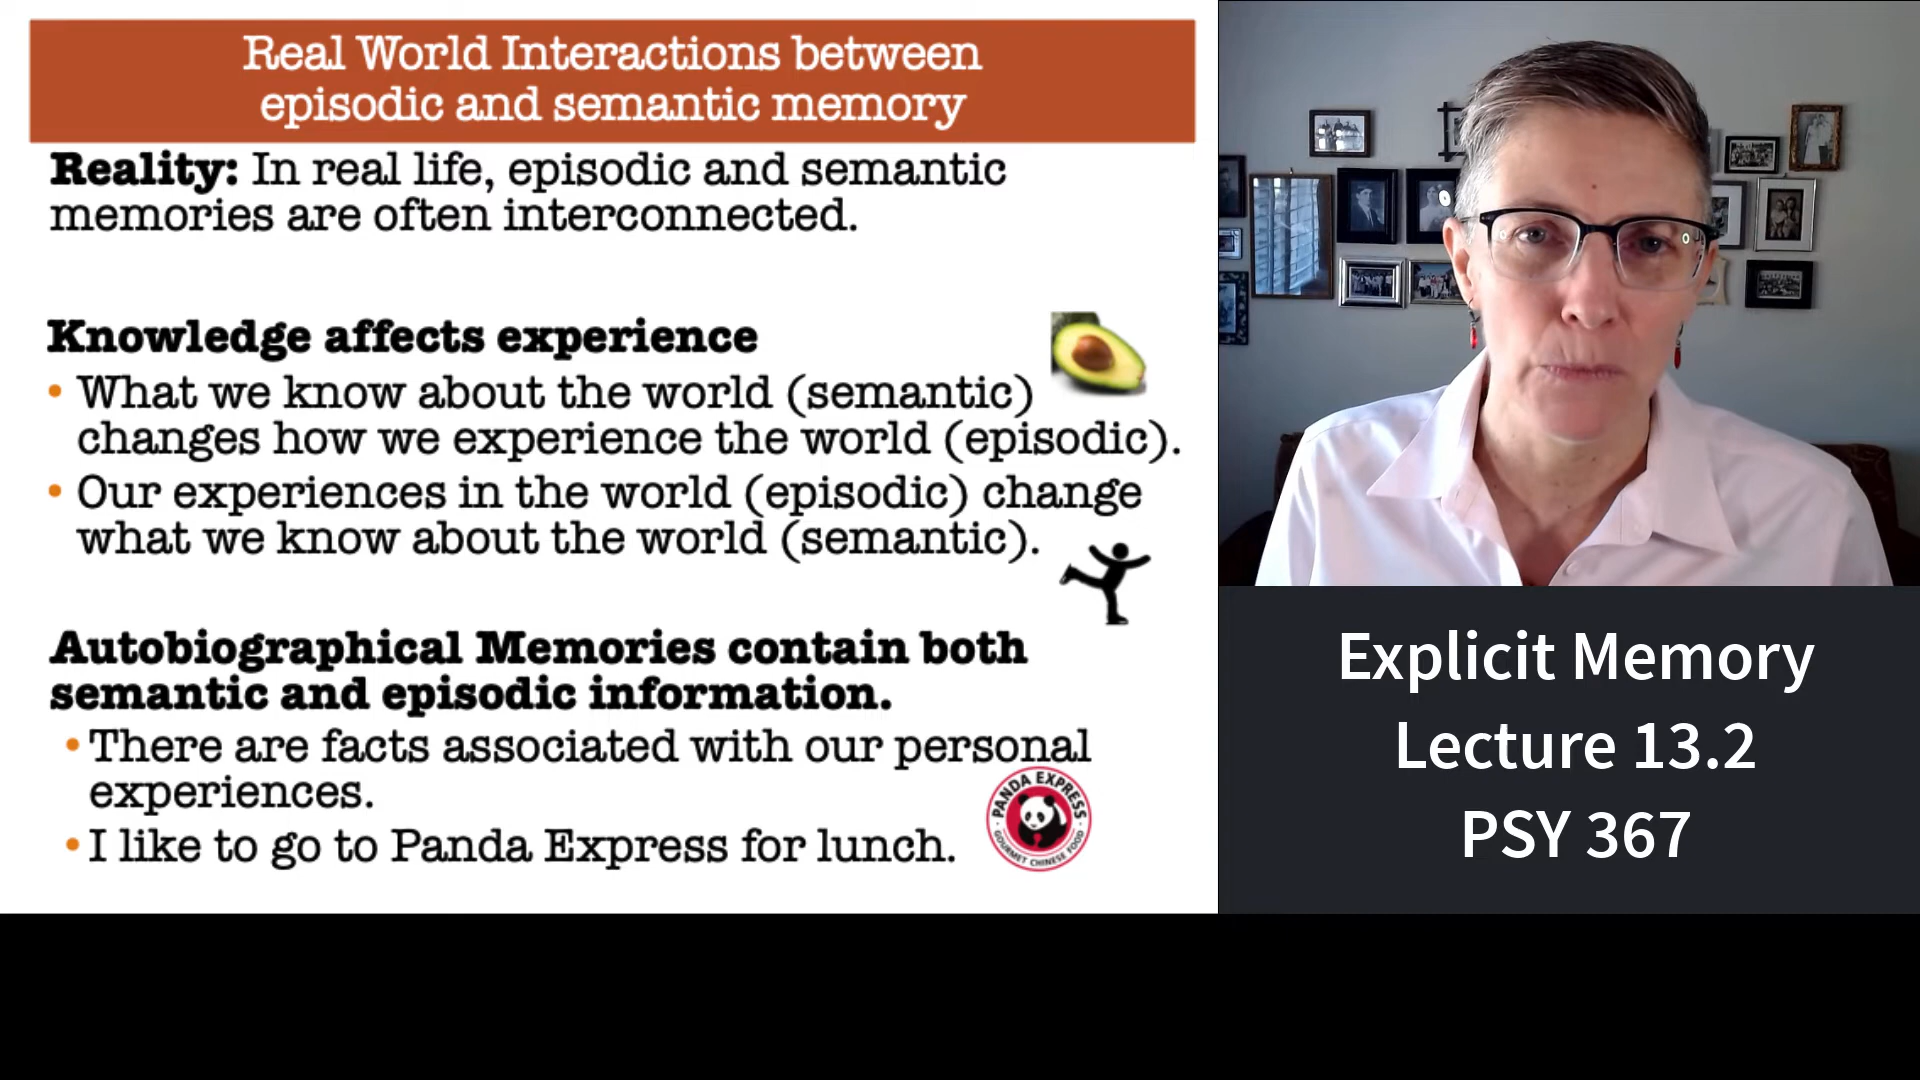 Real World Interactions between
episodic and semantic memory
Reality: In real life, episodic and semantic
memories are often interconnected.
Knowledge affects experience
• What we know about the world (semantic)
changes how we experience the world (episodic).
• Our experiences in the world (episodic) change
what we know about the world (semantic).
Autobiographical Memories contain both
semantic and episodic information.
• There are facts associated with our personal
experiences.
• I like to go to Panda Express for lunch.
PANDA EXPRESS
GOURMET CHINESE FOOD
Explicit Memory
Lecture 13.2
PSY 367